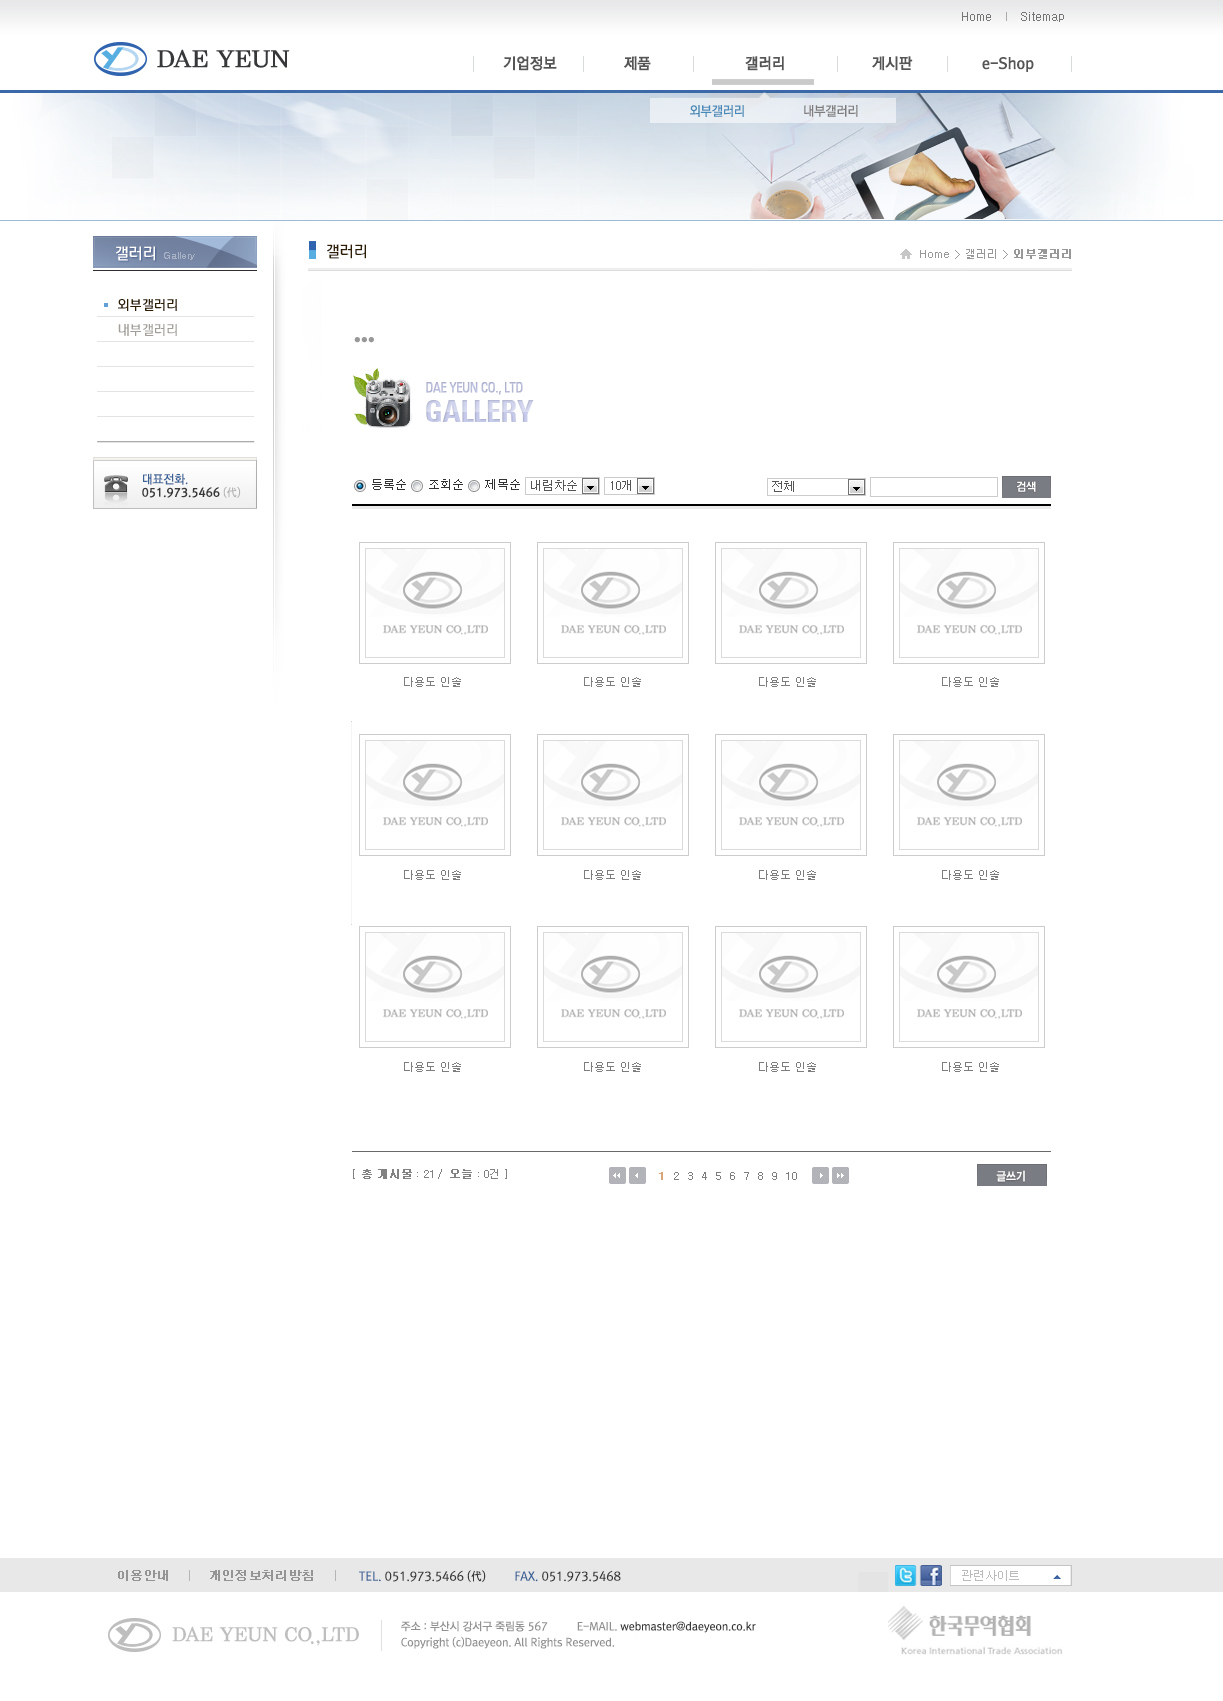 Home | Sitemap
DAE YEUN
기업정보 제품 갤러리 게시판 e-Shop
외부갤러리 내부갤러리
갤러리 Gallery
갤러리
Home > 갤러리 > 외부갤러리
외부갤러리
내부갤러리
대표전화.
051.973.5466 (代)
DAE YEUN CO., LTD
GALLERY
등록순 조회순 제목순 내림차순 10개 전체 검색
DAE YEUN CO.,LTD DAE YEUN CO.,LTD DAE YEUN CO.,LTD DAE YEUN CO.,LTD
다용도 인솔 다용도 인솔 다용도 인솔 다용도 인솔
DAE YEUN CO.,LTD DAE YEUN CO.,LTD DAE YEUN CO.,LTD DAE YEUN CO.,LTD
다용도 인솔 다용도 인솔 다용도 인솔 다용도 인솔
DAE YEUN CO.,LTD DAE YEUN CO.,LTD DAE YEUN CO.,LTD DAE YEUN CO.,LTD
다용도 인솔 다용도 인솔 다용도 인솔 다용도 인솔
[ 총 게시물 : 21 / 오늘 : 0건 ] 1 2 3 4 5 6 7 8 9 10 글쓰기
이용안내 | 개인정보처리방침 | TEL. 051.973.5466 (代) FAX. 051.973.5468 관련사이트
DAE YEUN CO.,LTD
주소 : 부산시 강서구 죽림동 567 E-MAIL. webmaster@daeyeon.co.kr
Copyright (c)Daeyeon. All Rights Reserved.
한국무역협회
Korea International Trade Association